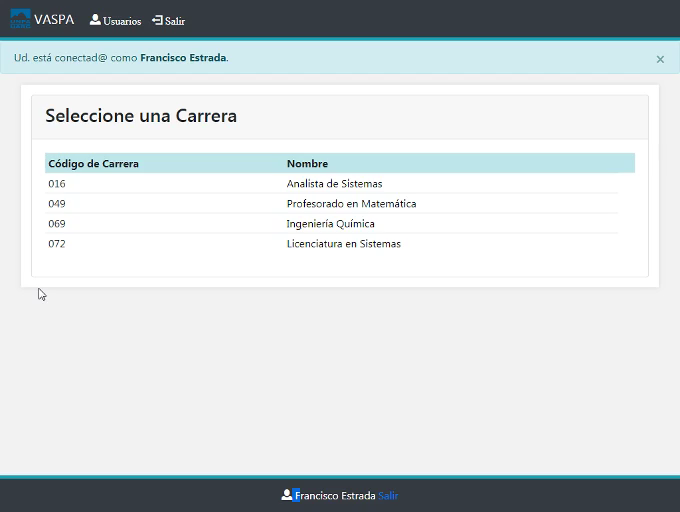 VASPA Usuarios Salir
Ud. está conectad@ como Francisco Estrada. ×
Seleccione una Carrera
Código de Carrera Nombre
016 Analista de Sistemas
049 Profesorado en Matemática
069 Ingeniería Química
072 Licenciatura en Sistemas
Francisco Estrada Salir